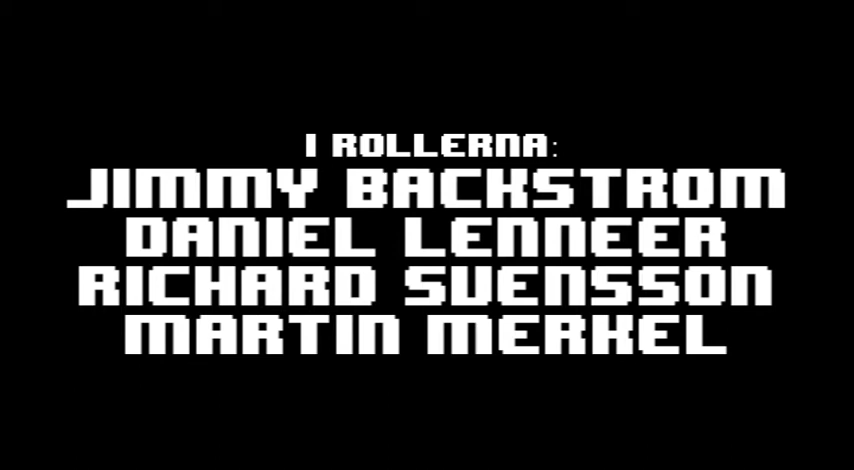 I ROLLERNA:
JIMMY BACKSTROM
DANIEL LENNEER
RICHARD SVENSSON
MARTIN MERKEL